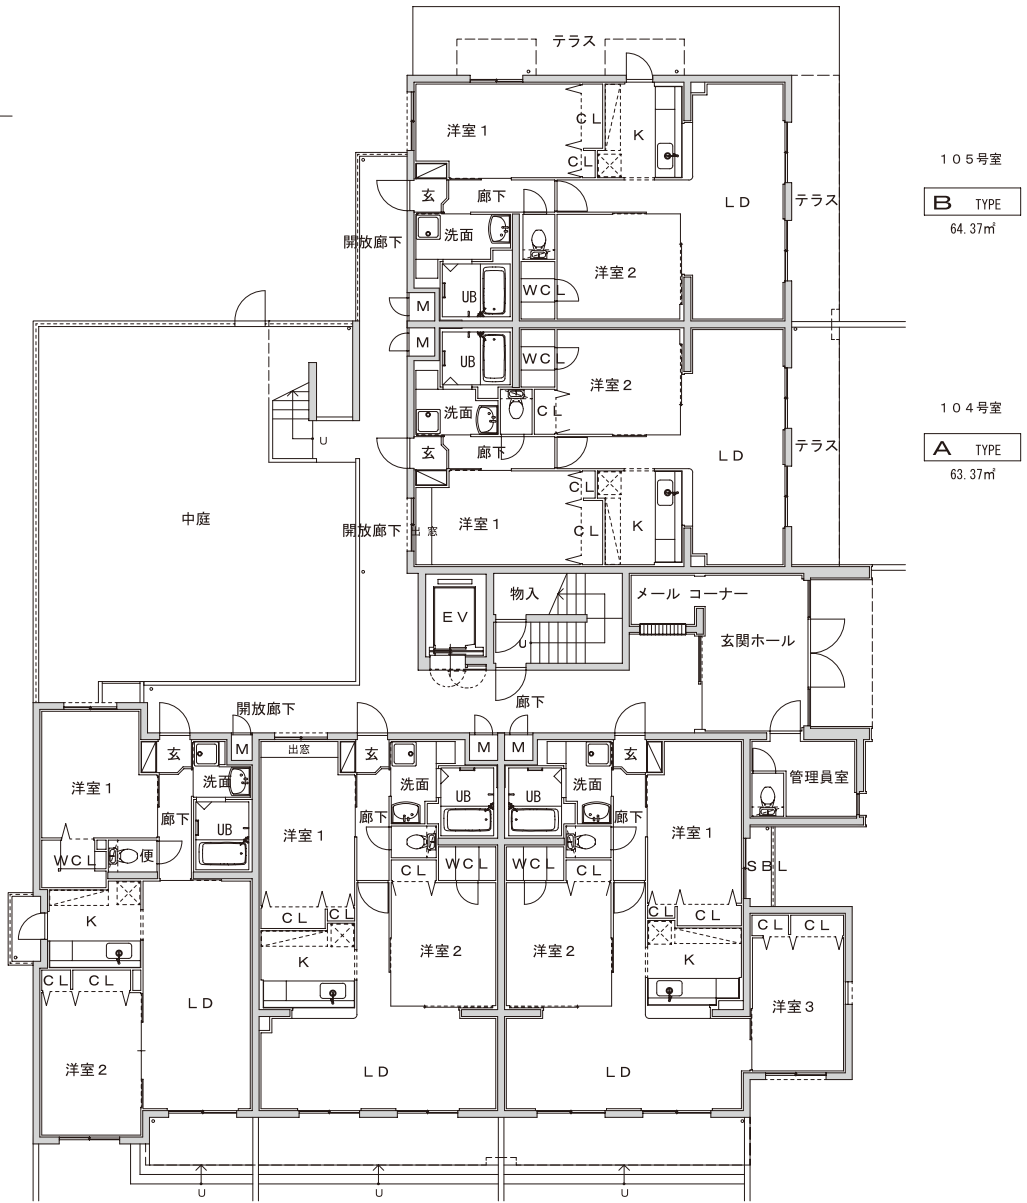 テラス
洋室1
CL
K
CL
105号室
玄
廊下
LD
テラス
B TYPE
64.37㎡
開放廊下
洗面
洋室2
UB
WCL
M
M
UB
WCL
洋室2
洗面
CL
104号室
U
玄
廊下
LD
テラス
A TYPE
63.37㎡
CL
中庭
開放廊下
出窓
洋室1
CL
K
EV
物入
メール コーナー
U
玄関ホール
開放廊下
廊下
玄
M
出窓
玄
M
M
玄
洋室1
洗面
洗面
洗面
管理員室
UB
UB
廊下
UB
洋室1
廊下
廊下
洋室1
WCL
便
CL
WCL
WCL
CL
SBL
K
CL
CL
CL
CL
CL
CL
洋室2
洋室2
K
K
CL
CL
LD
洋室3
洋室2
LD
LD
U
U
U